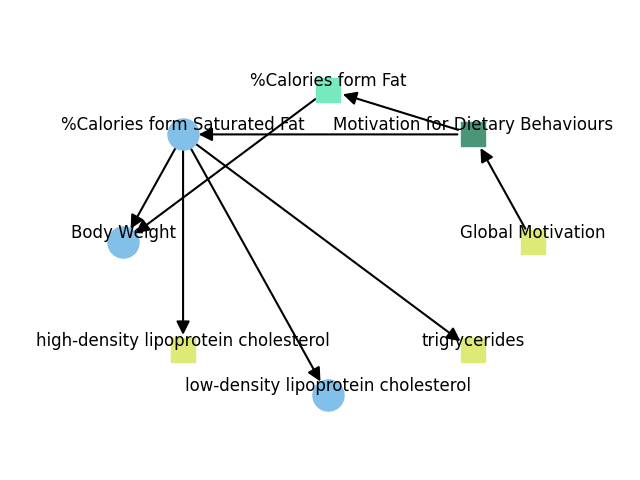 %Calories form Fat
%Calories form Saturated Fat
Motivation for Dietary Behaviours
Body Weight
Global Motivation
high-density lipoprotein cholesterol
triglycerides
low-density lipoprotein cholesterol